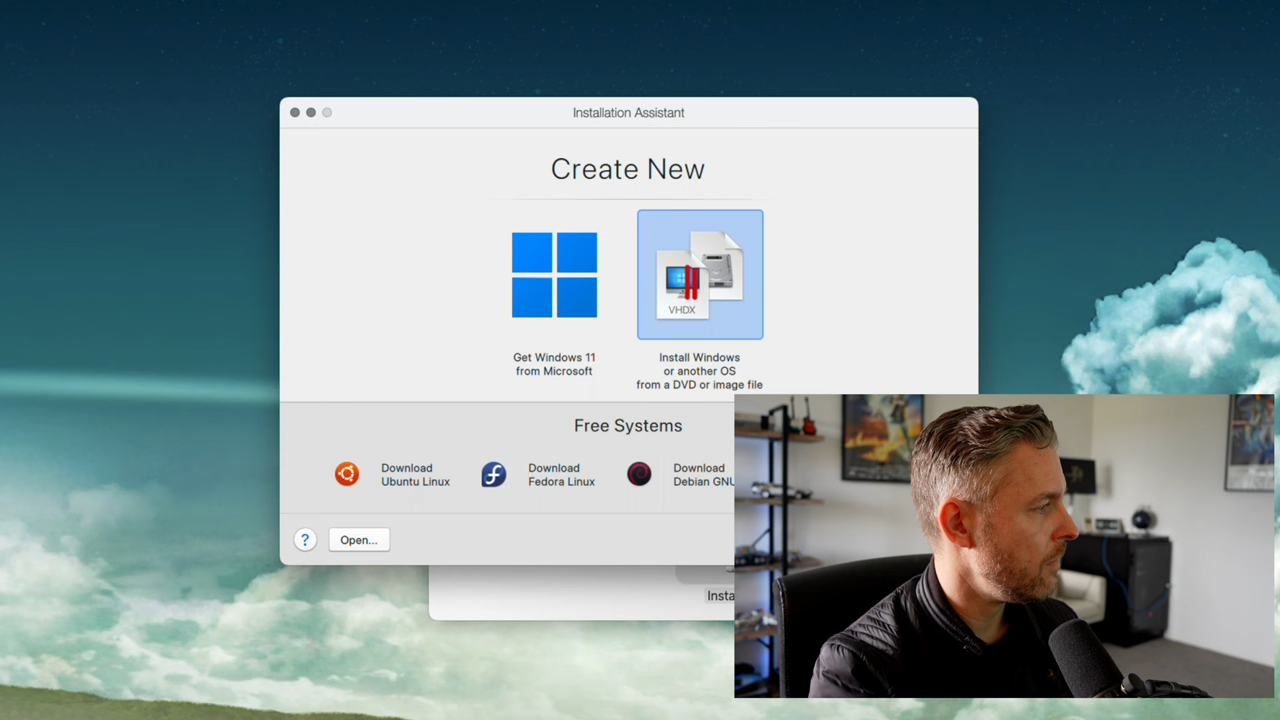 Installation Assistant
Create New
VHDX
Get Windows 11
from Microsoft
Install Windows
or another OS
from a DVD or image file
Free Systems
Download
Ubuntu Linux
Download
Fedora Linux
Download
Debian GNU
?
Open...
Insta